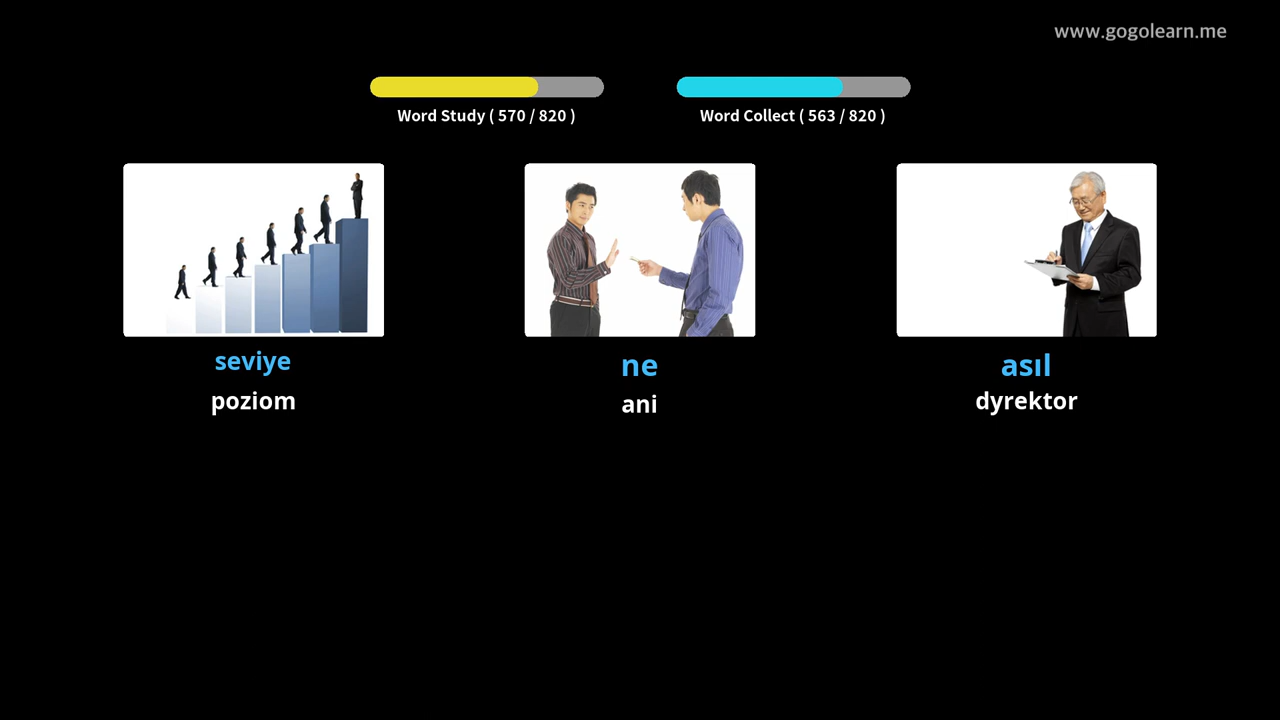 www.gogolearn.me
Word Study ( 570 / 820 )
Word Collect ( 563 / 820 )
seviye
poziom
ne
ani
asıl
dyrektor